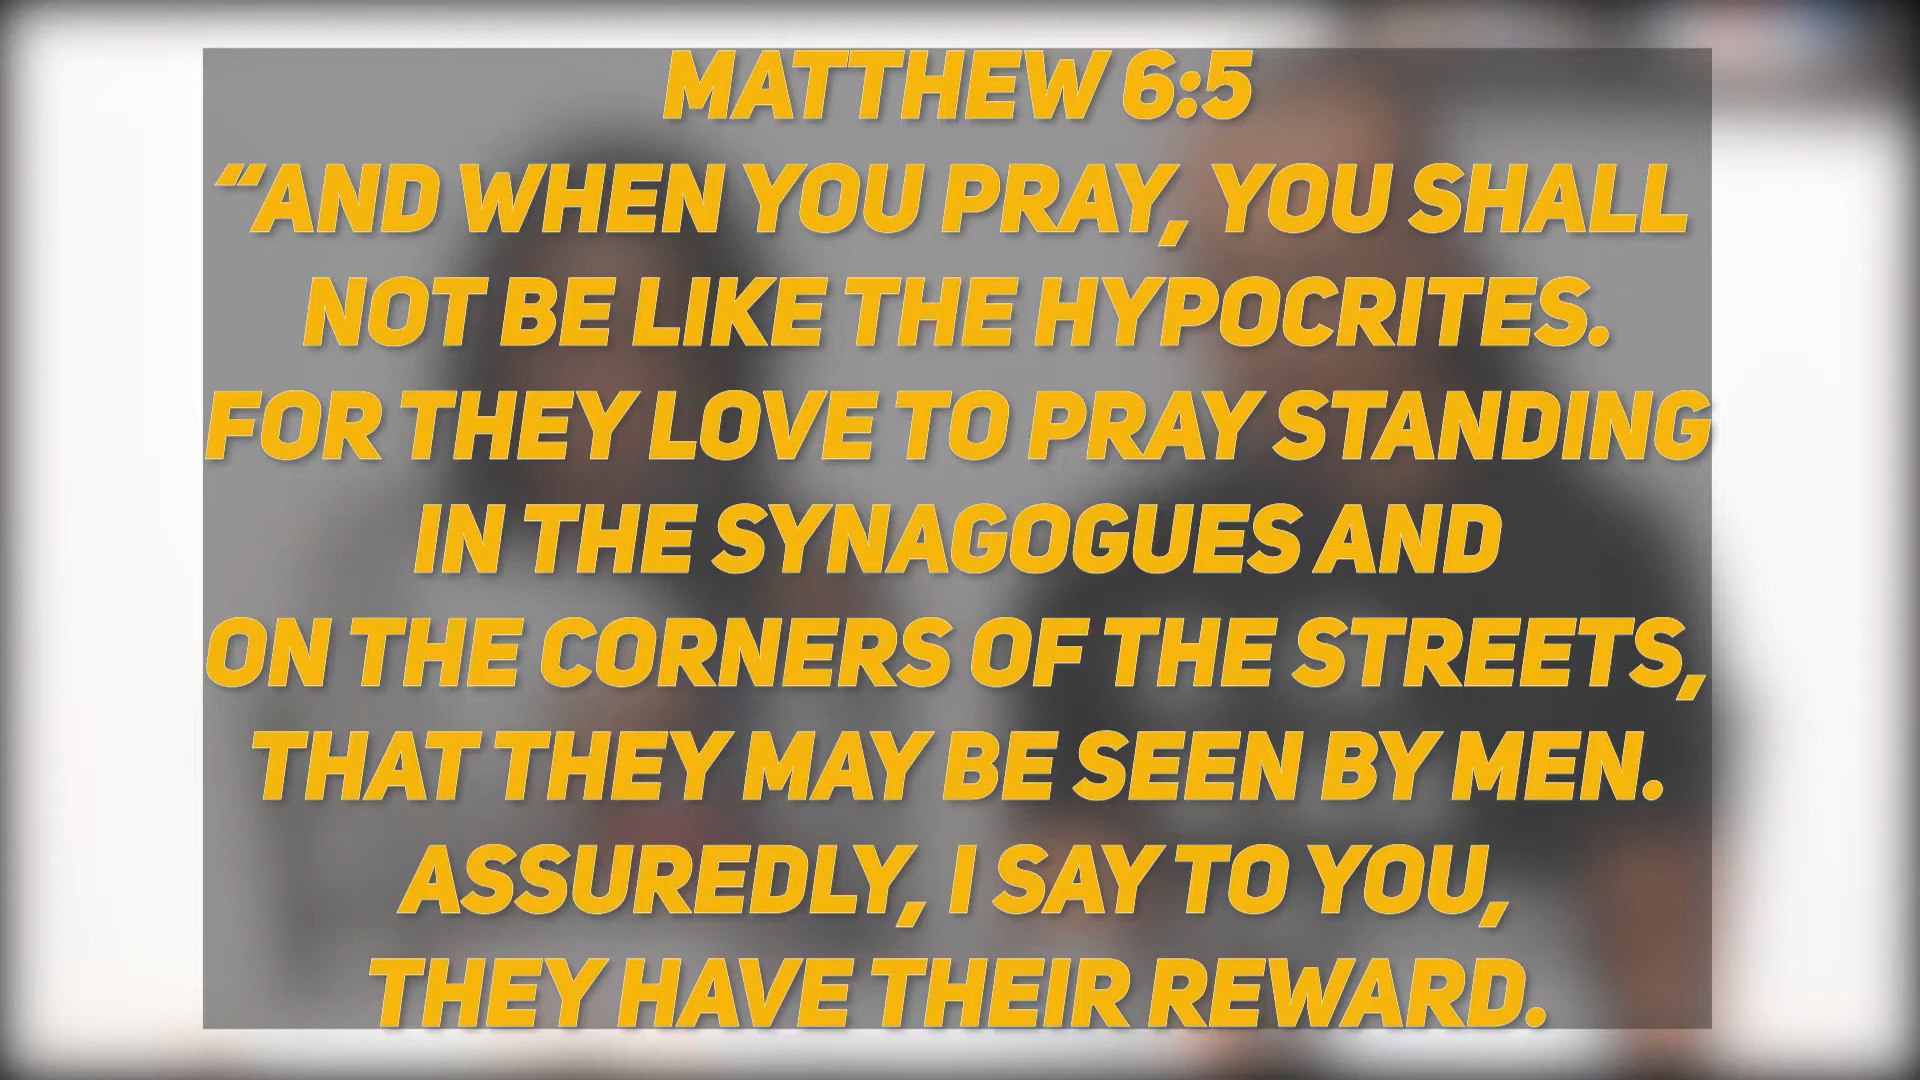 MATTHEW 6:5
“AND WHEN YOU PRAY, YOU SHALL
NOT BE LIKE THE HYPOCRITES.
FOR THEY LOVE TO PRAY STANDING
IN THE SYNAGOGUES AND
ON THE CORNERS OF THE STREETS,
THAT THEY MAY BE SEEN BY MEN.
ASSUREDLY, I SAY TO YOU,
THEY HAVE THEIR REWARD.